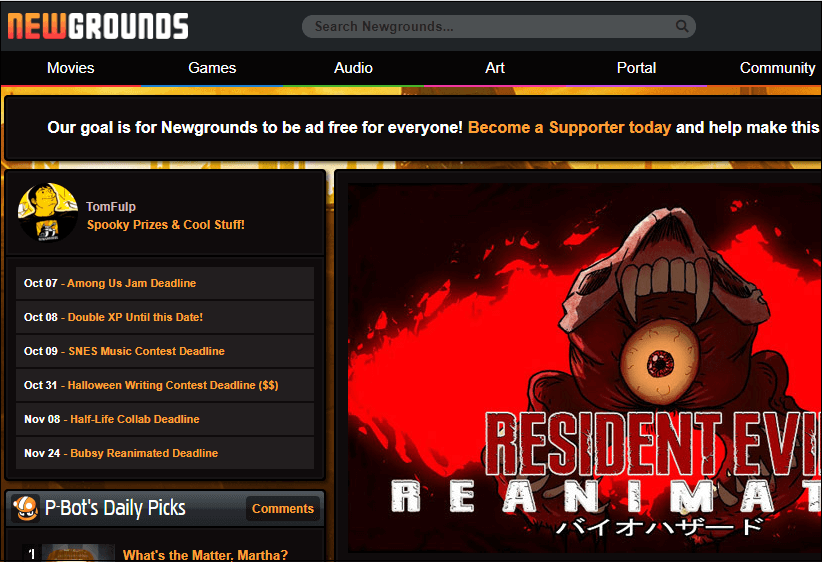 NEWGROUNDS
Search Newgrounds...
Movies Games Audio Art Portal Community
Our goal is for Newgrounds to be ad free for everyone! Become a Supporter today and help make this
TomFulp
Spooky Prizes & Cool Stuff!
Oct 07 - Among Us Jam Deadline
Oct 08 - Double XP Until this Date!
Oct 09 - SNES Music Contest Deadline
Oct 31 - Halloween Writing Contest Deadline ($$)
Nov 08 - Half-Life Collab Deadline
Nov 24 - Bubsy Reanimated Deadline
RESIDENT EVI
REANIMAT
バイオハザード
P-Bot's Daily Picks Comments
1 What's the Matter, Martha?